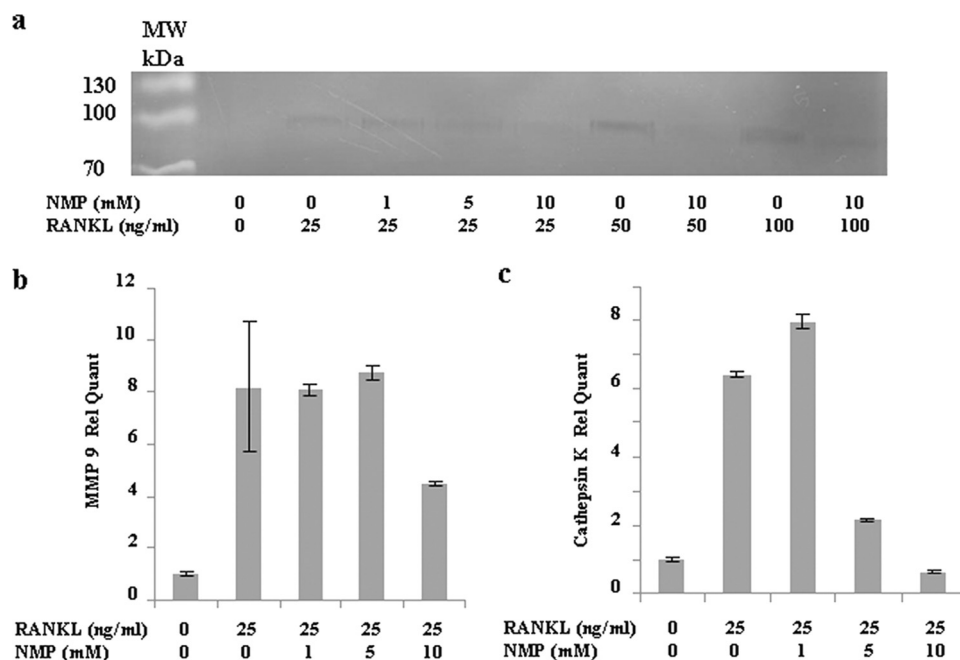 a
MW
kDa
130
100
70
NMP (mM) 0 0 1 5 10 0 10 0 10
RANKL (ng/ml) 0 25 25 25 25 50 50 100 100
b
MMP 9 Rel Quant
12
10
8
6
4
2
0
RANKL (ng/ml) 0 25 25 25 25
NMP (mM) 0 0 1 5 10
c
Cathepsin K Rel Quant
8
6
4
2
0
RANKL (ng/ml) 0 25 25 25 25
NMP (mM) 0 0 1 5 10